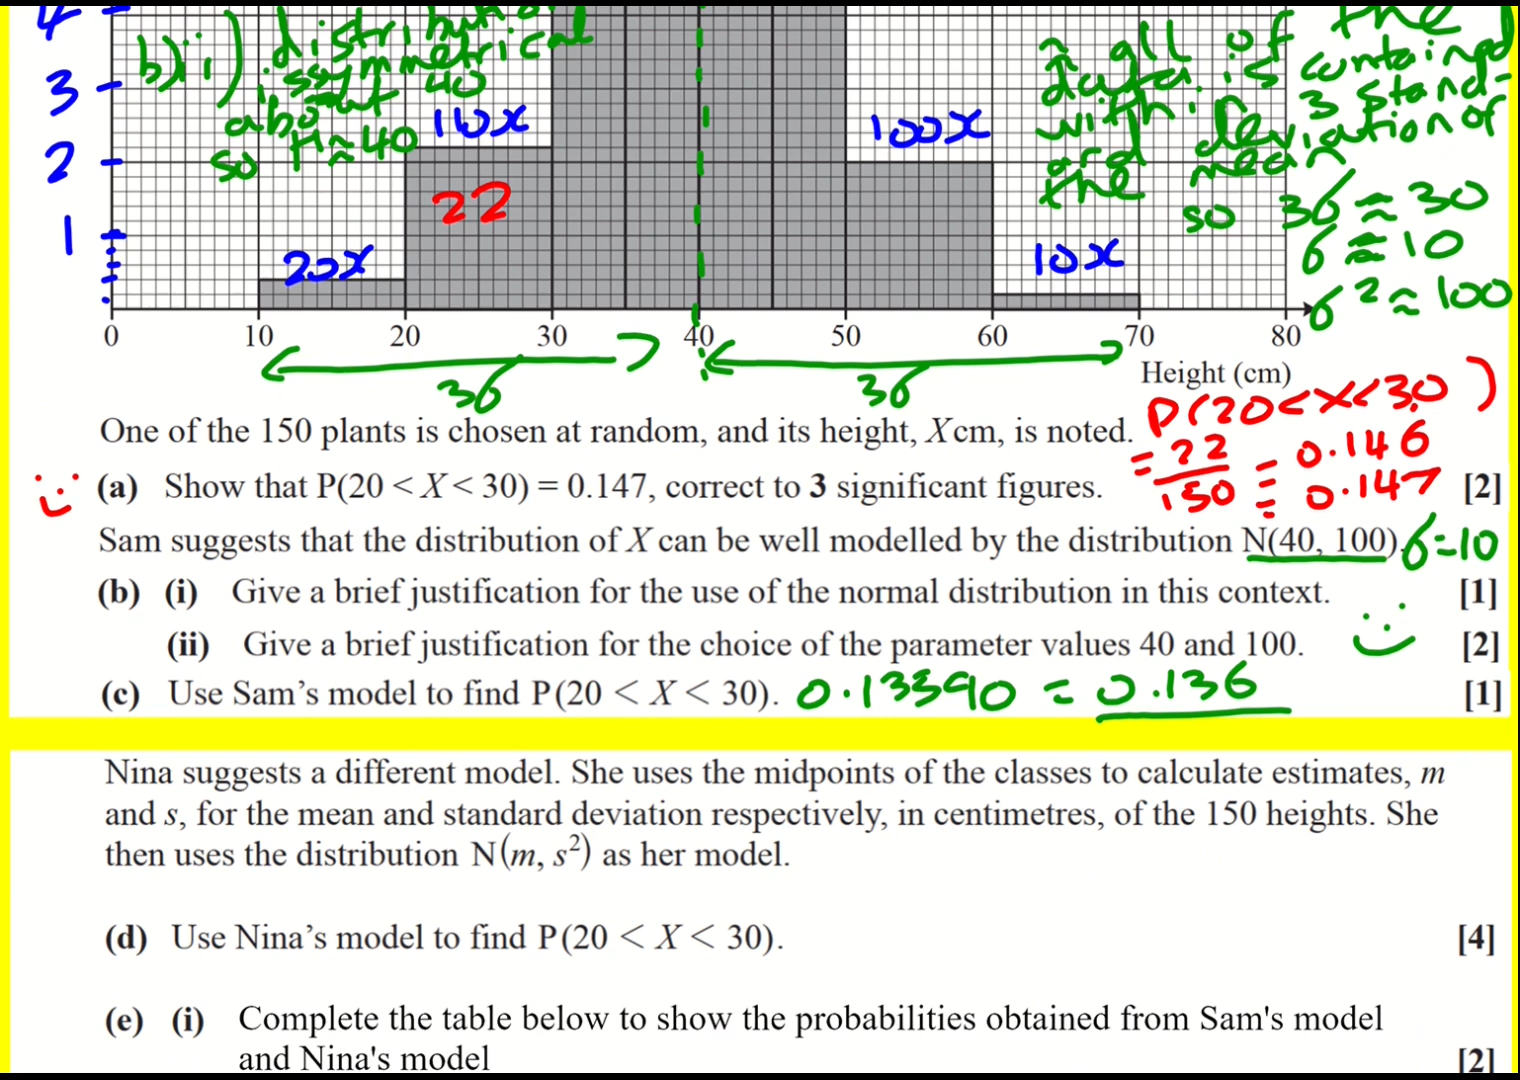 4
3
2
1
b)ii) distribution
is symmetrical
about 40
so μ≈40
110x
22
20x
100x
10x
≈ all of the
data is contained
within 3 stand-
ard deviation of
the mean
so 3σ ≈ 30
σ ≈ 10
σ² ≈ 100
0 10 20 30 40 50 60 70 80
Height (cm)
3σ 3σ
P(20<X<30)
= 22/150 = 0.146
= 0.147
One of the 150 plants is chosen at random, and its height, X cm, is noted.
(a) Show that P(20 < X < 30) = 0.147, correct to 3 significant figures. [2]
Sam suggests that the distribution of X can be well modelled by the distribution N(40, 100). σ=10
(b) (i) Give a brief justification for the use of the normal distribution in this context. [1]
(ii) Give a brief justification for the choice of the parameter values 40 and 100. [2]
(c) Use Sam's model to find P(20 < X < 30). 0.13590 = 0.136 [1]
Nina suggests a different model. She uses the midpoints of the classes to calculate estimates, m
and s, for the mean and standard deviation respectively, in centimetres, of the 150 heights. She
then uses the distribution N(m, s²) as her model.
(d) Use Nina's model to find P(20 < X < 30). [4]
(e) (i) Complete the table below to show the probabilities obtained from Sam's model
and Nina's model [2]